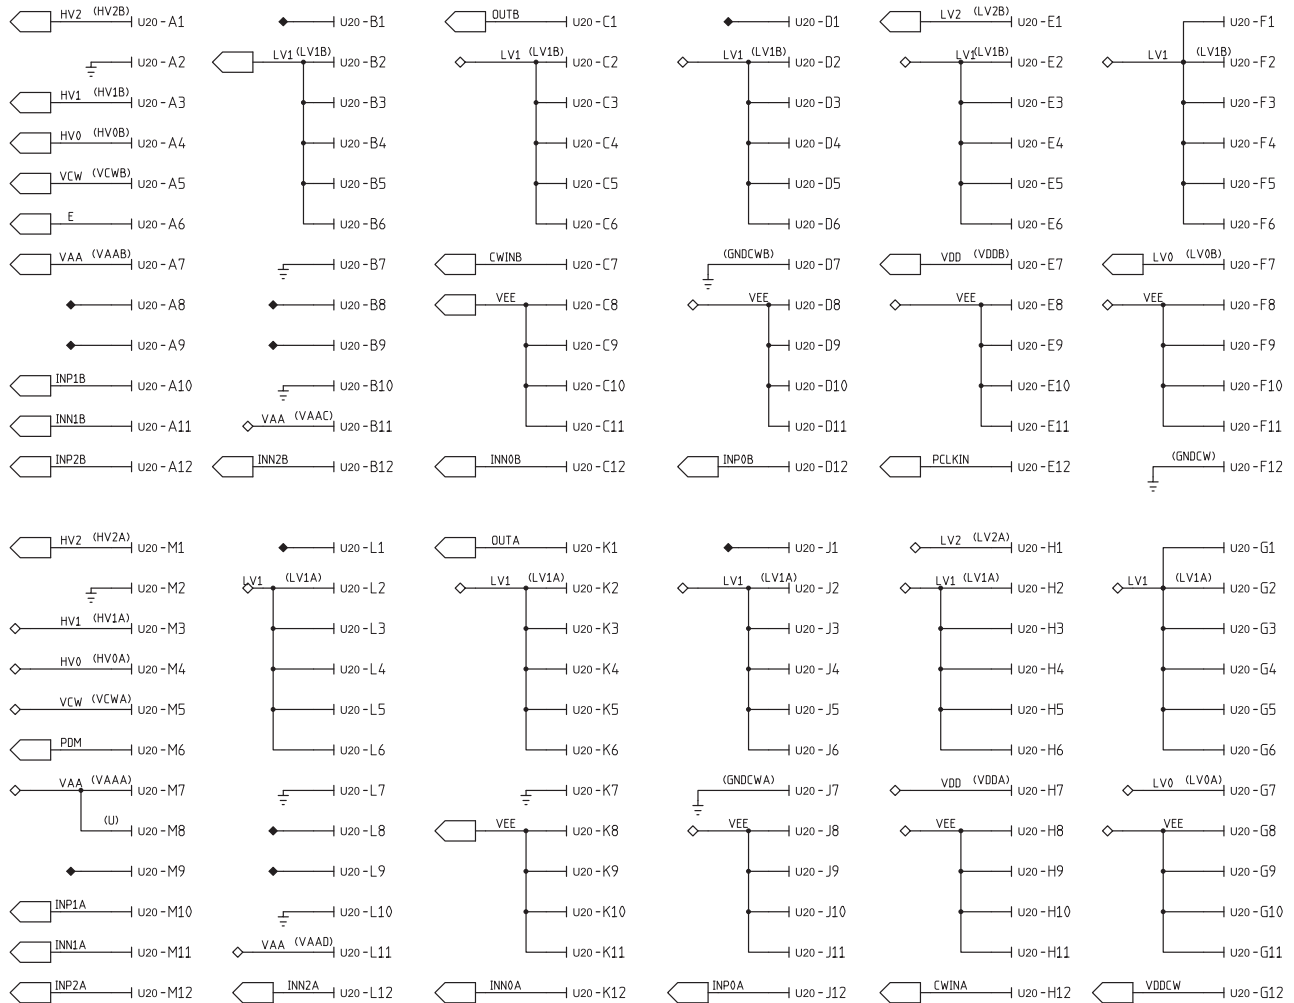 HV2 (HV2B) U20-A1 U20-B1 OUTB U20-C1 U20-D1 LV2 (LV2B) U20-E1 U20-F1
U20-A2 LV1 (LV1B) U20-B2 LV1 (LV1B) U20-C2 LV1 (LV1B) U20-D2 LV1 (LV1B) U20-E2 LV1 (LV1B) U20-F2
HV1 (HV1B) U20-A3 U20-B3 U20-C3 U20-D3 U20-E3 U20-F3
HV0 (HV0B) U20-A4 U20-B4 U20-C4 U20-D4 U20-E4 U20-F4
VCW (VCWB) U20-A5 U20-B5 U20-C5 U20-D5 U20-E5 U20-F5
E U20-A6 U20-B6 U20-C6 U20-D6 U20-E6 U20-F6
VAA (VAAB) U20-A7 U20-B7 CWINB U20-C7 (GNDCWB) U20-D7 VDD (VDDB) U20-E7 LV0 (LV0B) U20-F7
U20-A8 U20-B8 VEE U20-C8 VEE U20-D8 VEE U20-E8 VEE U20-F8
U20-A9 U20-B9 U20-C9 U20-D9 U20-E9 U20-F9
INP1B U20-A10 U20-B10 U20-C10 U20-D10 U20-E10 U20-F10
INN1B U20-A11 VAA (VAAC) U20-B11 U20-C11 U20-D11 U20-E11 U20-F11
INP2B U20-A12 INN2B U20-B12 INN0B U20-C12 INP0B U20-D12 PCLKIN U20-E12 (GNDCW) U20-F12
HV2 (HV2A) U20-M1 U20-L1 OUTA U20-K1 U20-J1 LV2 (LV2A) U20-H1 U20-G1
U20-M2 LV1 (LV1A) U20-L2 LV1 (LV1A) U20-K2 LV1 (LV1A) U20-J2 LV1 (LV1A) U20-H2 LV1 (LV1A) U20-G2
HV1 (HV1A) U20-M3 U20-L3 U20-K3 U20-J3 U20-H3 U20-G3
HV0 (HV0A) U20-M4 U20-L4 U20-K4 U20-J4 U20-H4 U20-G4
VCW (VCWA) U20-M5 U20-L5 U20-K5 U20-J5 U20-H5 U20-G5
PDM U20-M6 U20-L6 U20-K6 U20-J6 U20-H6 U20-G6
VAA (VAAA) U20-M7 U20-L7 U20-K7 (GNDCWA) U20-J7 VDD (VDDA) U20-H7 LV0 (LV0A) U20-G7
(U) U20-M8 U20-L8 VEE U20-K8 VEE U20-J8 VEE U20-H8 VEE U20-G8
U20-M9 U20-L9 U20-K9 U20-J9 U20-H9 U20-G9
INP1A U20-M10 U20-L10 U20-K10 U20-J10 U20-H10 U20-G10
INN1A U20-M11 VAA (VAAD) U20-L11 U20-K11 U20-J11 U20-H11 U20-G11
INP2A U20-M12 INN2A U20-L12 INN0A U20-K12 INP0A U20-J12 CWINA U20-H12 VDDCW U20-G12